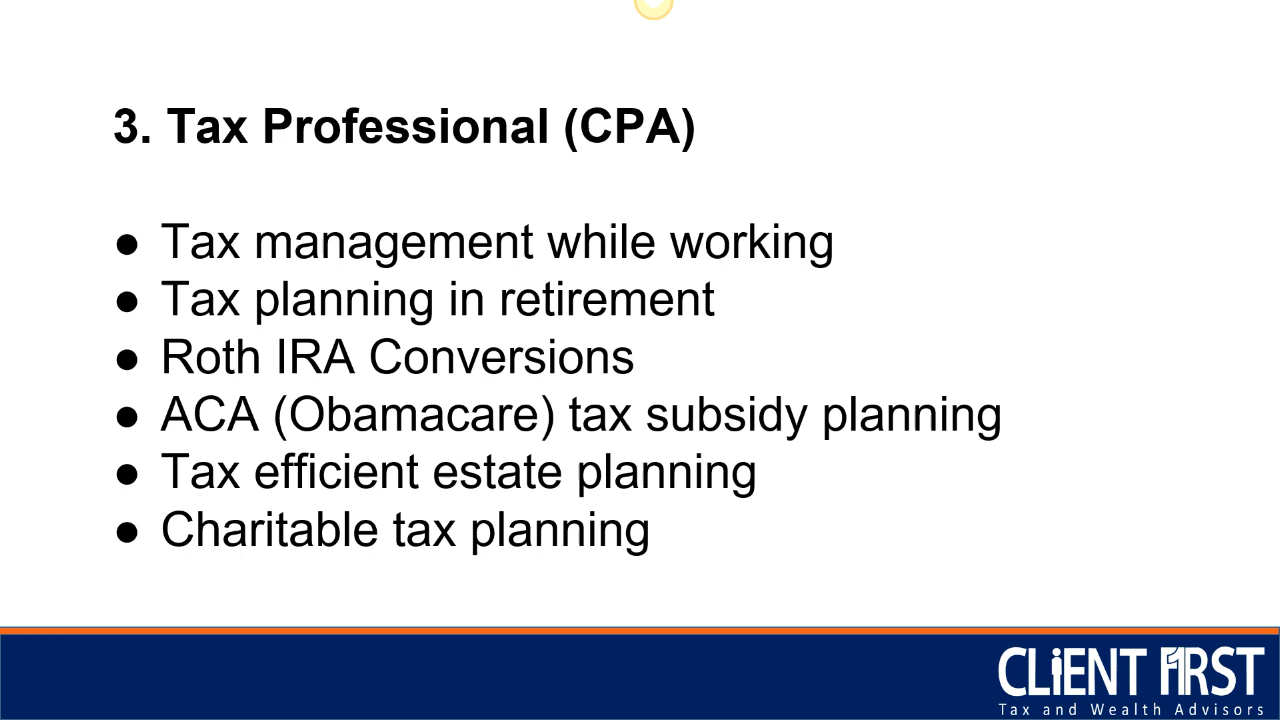 3. Tax Professional (CPA)
● Tax management while working
● Tax planning in retirement
● Roth IRA Conversions
● ACA (Obamacare) tax subsidy planning
● Tax efficient estate planning
● Charitable tax planning
CLiENT F1RST
Tax and Wealth Advisors